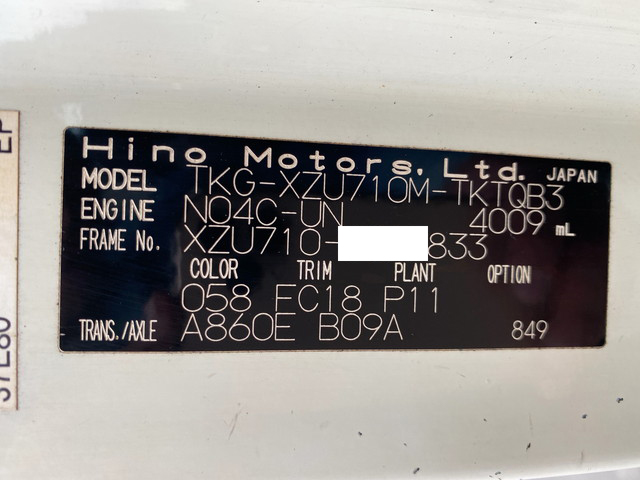 Hino Motors, Ltd. JAPAN
MODEL TKG-XZU710M-TKTQB3
ENGINE N04C-UN 4009 mL
FRAME No. XZU710- 833
COLOR TRIM PLANT OPTION
058 FC18 P11
TRANS./AXLE A860E B09A 849
EP